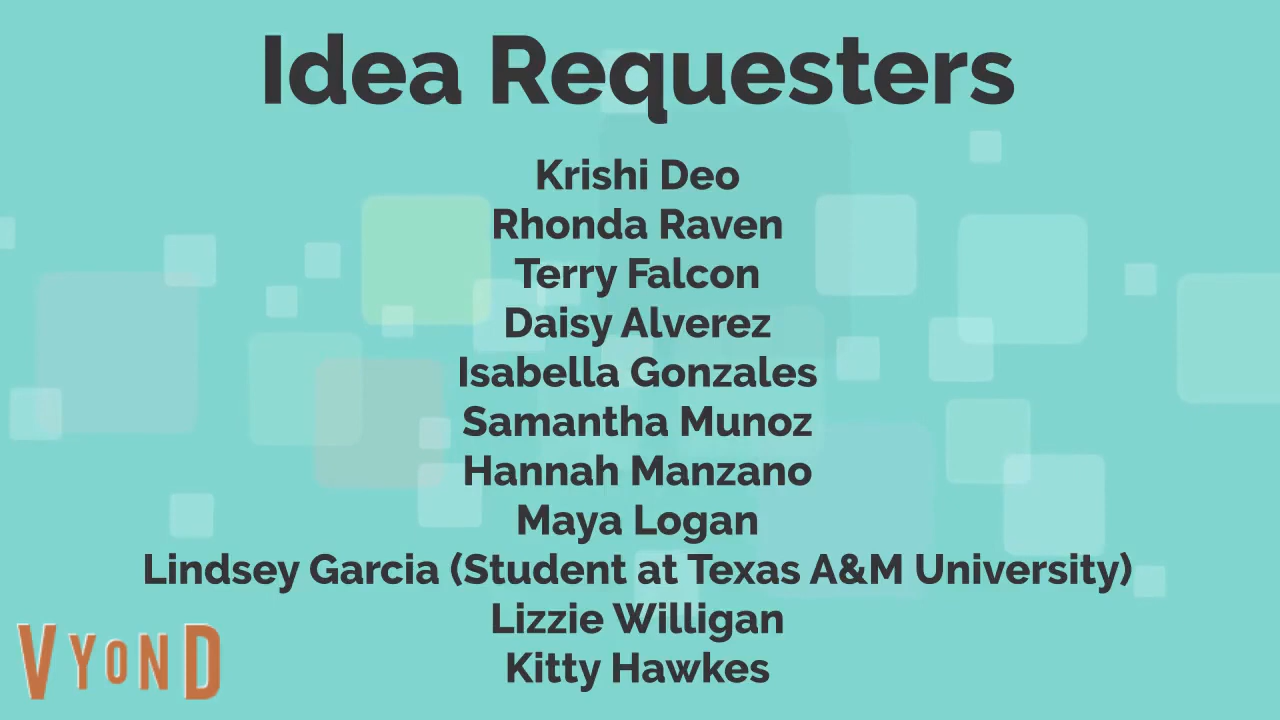 Idea Requesters
Krishi Deo
Rhonda Raven
Terry Falcon
Daisy Alverez
Isabella Gonzales
Samantha Munoz
Hannah Manzano
Maya Logan
Lindsey Garcia (Student at Texas A&M University)
Lizzie Willigan
Kitty Hawkes
VYOND